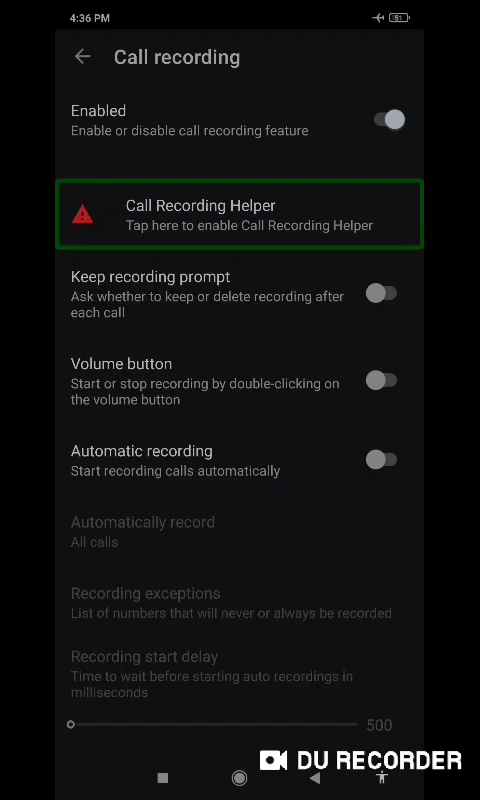 4:36 PM
51
Call recording
Enabled
Enable or disable call recording feature
Call Recording Helper
Tap here to enable Call Recording Helper
Keep recording prompt
Ask whether to keep or delete recording after
each call
Volume button
Start or stop recording by double-clicking on
the volume button
Automatic recording
Start recording calls automatically
Automatically record
All calls
Recording exceptions
List of numbers that will never or always be recorded
Recording start delay
Time to wait before starting auto recordings in
milliseconds
500
DU RECORDER